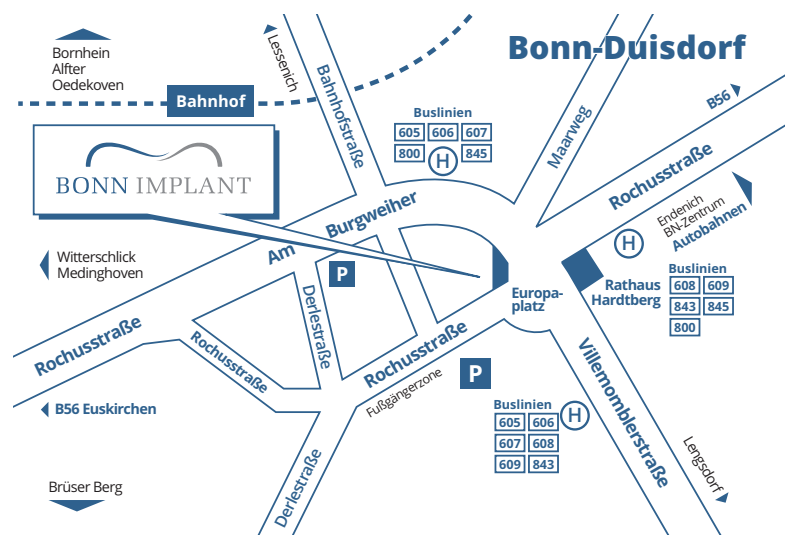 Bonn-Duisdorf
Bornhein
Alfter
Oedekoven
Lessenich
Bahnhof
Bahnhofstraße
Buslinien
605 606 607
800 H 845
Maarweg
B56
Rochusstraße
BONN IMPLANT
Am Burgweiher
Endenich
BN-Zentrum
Autobahnen
H
Witterschlick
Medinghoven
P
Derlestraße
Europa-
platz
Rathaus
Hardtberg
Buslinien
608 609
843 845
800
Rochusstraße
Rochusstraße
Rochusstraße
Fußgängerzone
P
Villemomblerstraße
B56 Euskirchen
Buslinien
605 606 H
607 608
609 843
Lengsdorf
Brüser Berg
Derlestraße